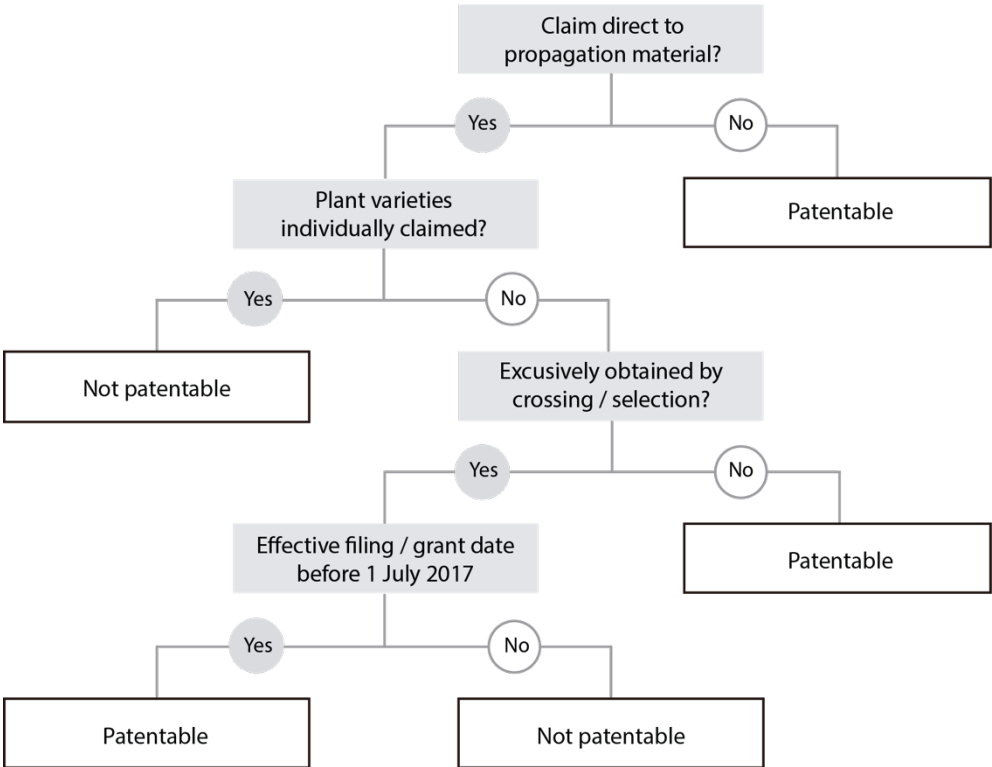 Claim direct to
propagation material?
Yes
No
Plant varieties
individually claimed?
Patentable
Yes
No
Not patentable
Excusively obtained by
crossing / selection?
Yes
No
Effective filing / grant date
before 1 July 2017
Patentable
Yes
No
Patentable
Not patentable